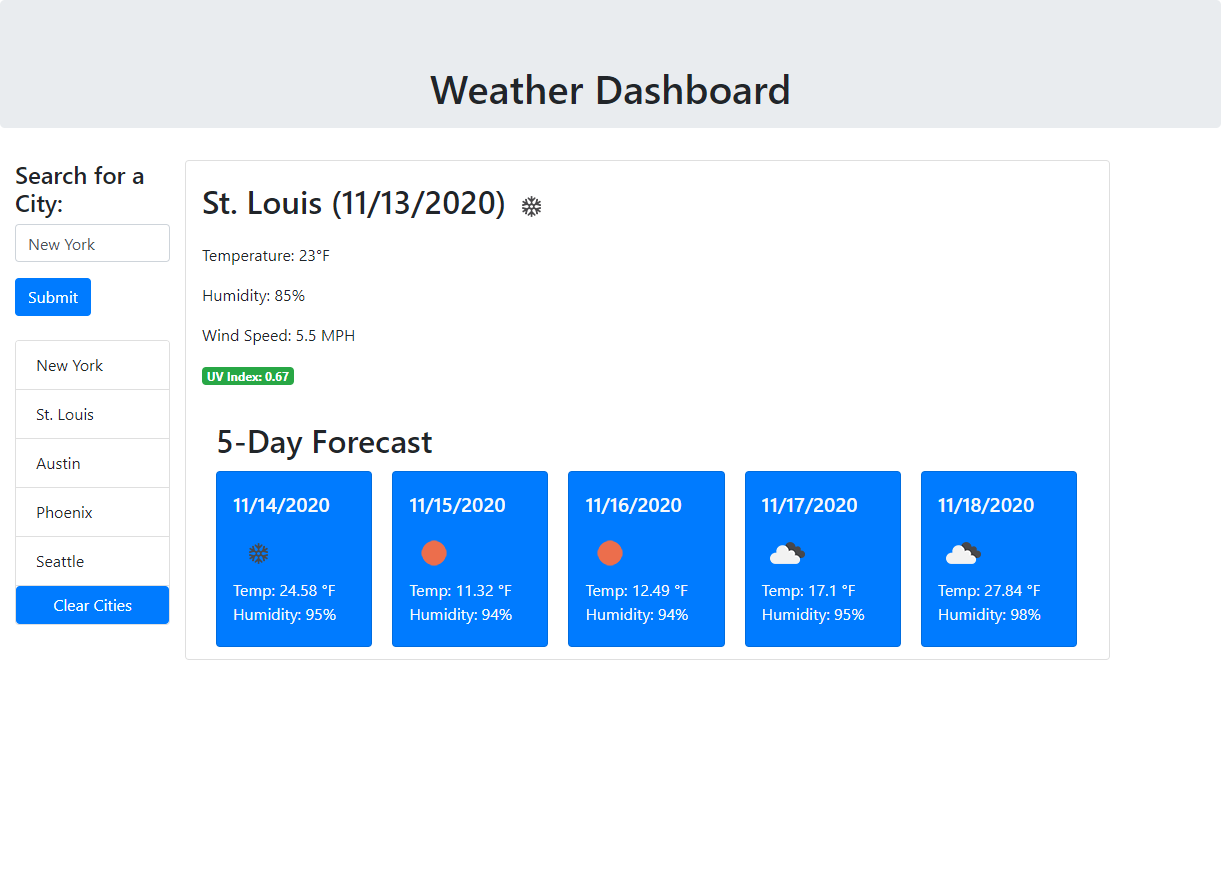 Weather Dashboard
Search for a
City:
New York
Submit
New York
St. Louis
Austin
Phoenix
Seattle
Clear Cities
St. Louis (11/13/2020)
Temperature: 23°F
Humidity: 85%
Wind Speed: 5.5 MPH
UV Index: 0.67
5-Day Forecast
11/14/2020
Temp: 24.58 °F
Humidity: 95%
11/15/2020
Temp: 11.32 °F
Humidity: 94%
11/16/2020
Temp: 12.49 °F
Humidity: 94%
11/17/2020
Temp: 17.1 °F
Humidity: 95%
11/18/2020
Temp: 27.84 °F
Humidity: 98%